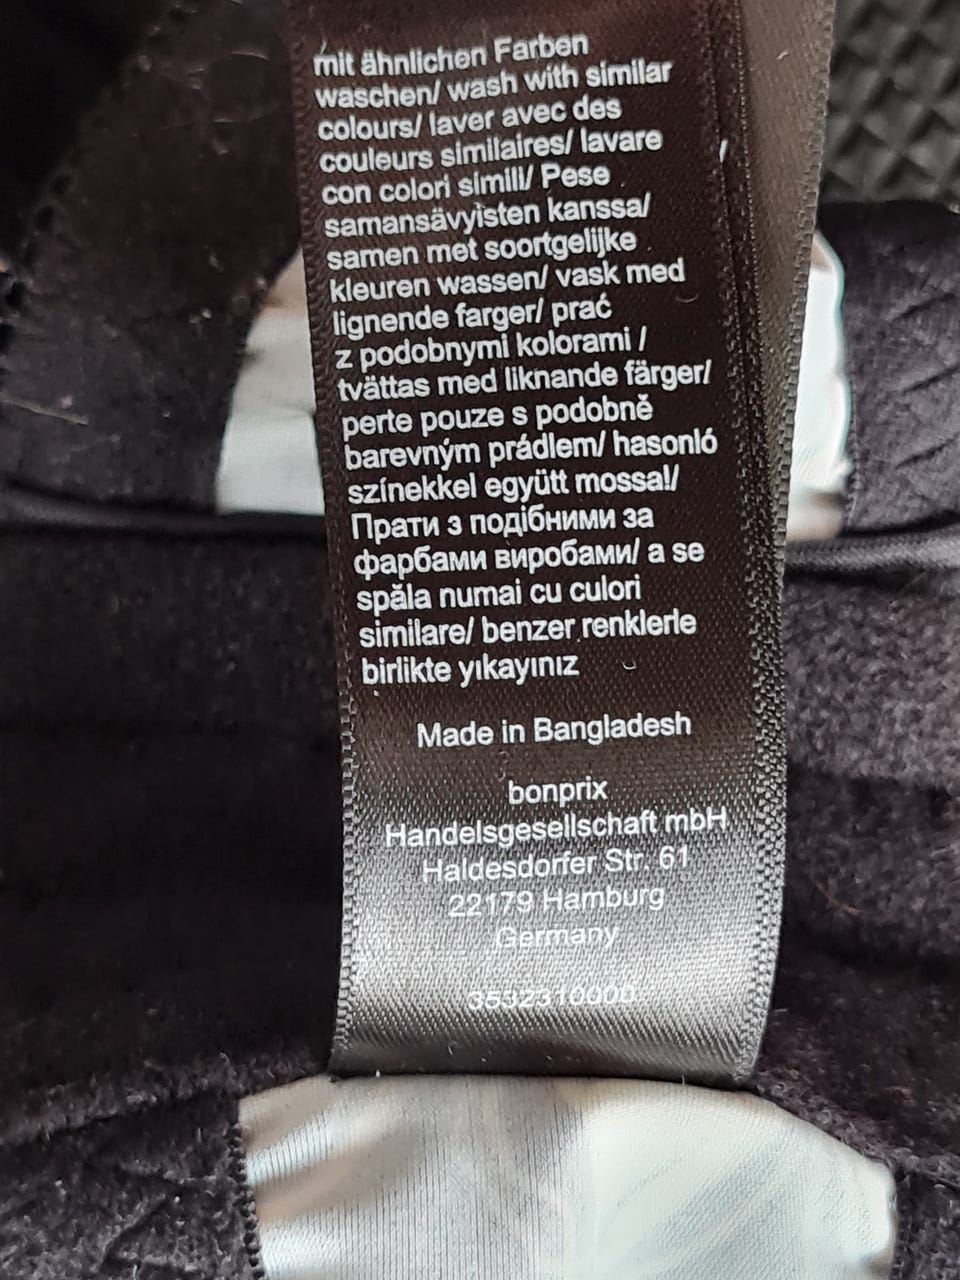 mit ähnlichen Farben
waschen/ wash with similar
colours/ laver avec des
couleurs similaires/ lavare
con colori simili/ Pese
samansävyisten kanssa/
samen met soortgelijke
kleuren wassen/ vask med
lignende farger/ prać
z podobnymi kolorami /
tvättas med liknande färger/
perte pouze s podobně
barevným prádlem/ hasonló
színekkel együtt mossa!/
Прати з подібними за
фарбами виробами/ a se
spăla numai cu culori
similare/ benzer renklerle
birlikte yıkayınız
Made in Bangladesh
bonprix
Handelsgesellschaft mbH
Haldesdorfer Str. 61
22179 Hamburg
Germany
3532310000